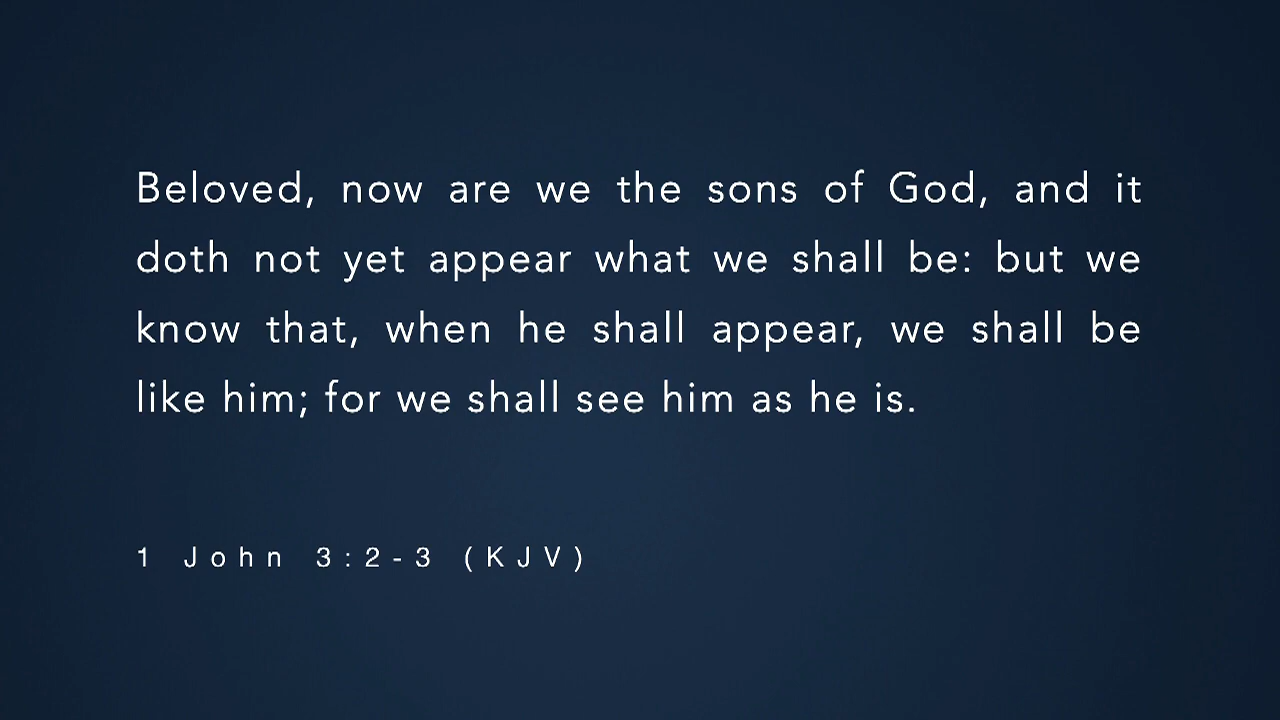 Beloved, now are we the sons of God, and it
doth not yet appear what we shall be: but we
know that, when he shall appear, we shall be
like him; for we shall see him as he is.
1 John 3:2-3 (KJV)